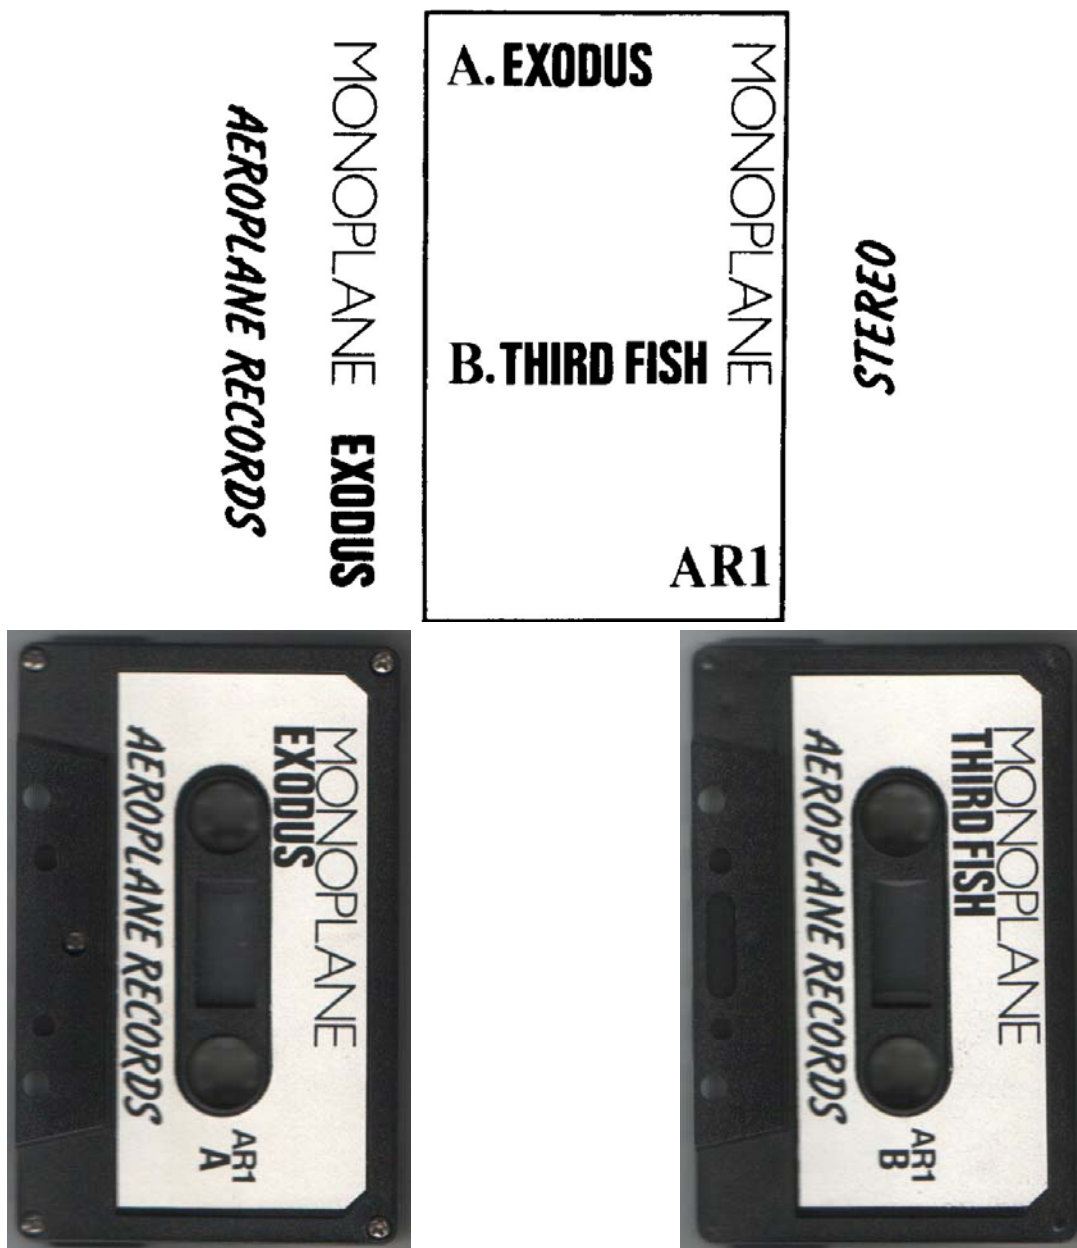 AEROPLANE RECORDS
MONOPLANE EXODUS
A. EXODUS
B. THIRD FISH
MONOPLANE
AR1
STEREO
MONOPLANE
EXODUS
AEROPLANE RECORDS
AR1
A
MONOPLANE
THIRD FISH
AEROPLANE RECORDS
AR1
B